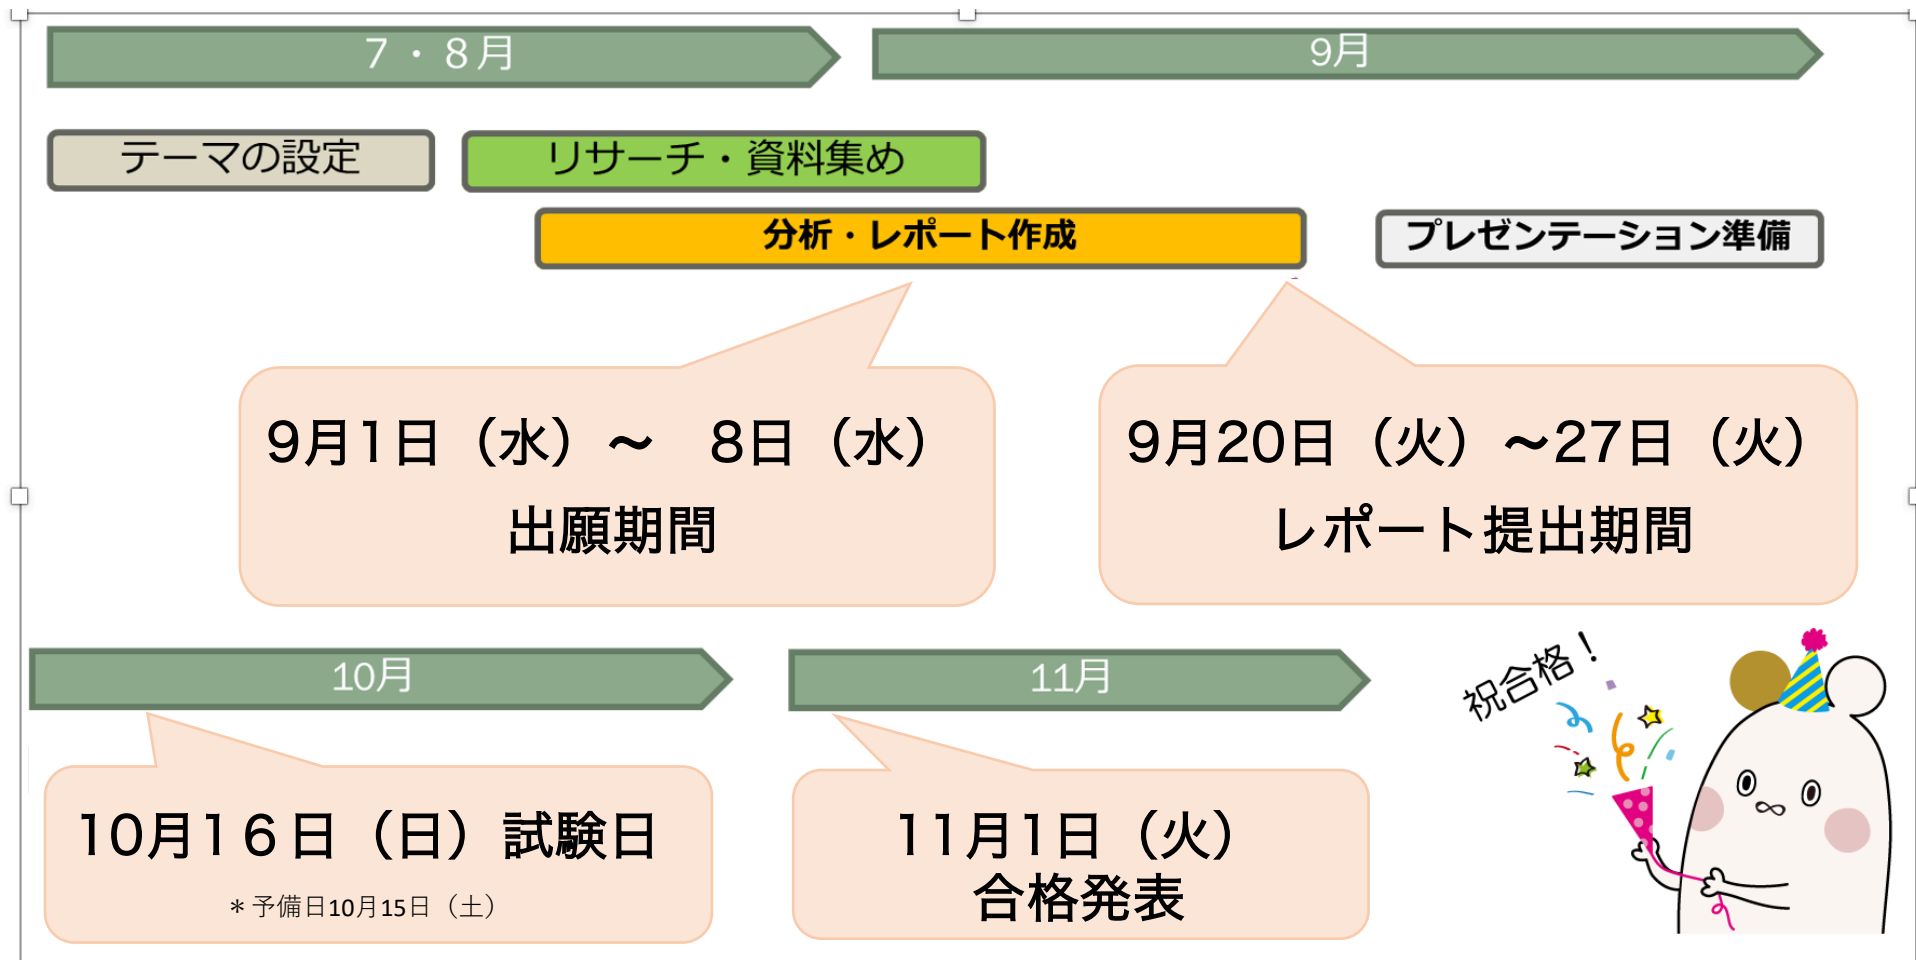 ７・８月
9月
テーマの設定
リサーチ・資料集め
分析・レポート作成
プレゼンテーション準備
9月1日（水）～　8日（水）
出願期間
9月20日（火）～27日（火）
レポート提出期間
10月
11月
祝合格！
10月1６日（日）試験日
＊予備日10月15日（土）
11月1日（火）
合格発表